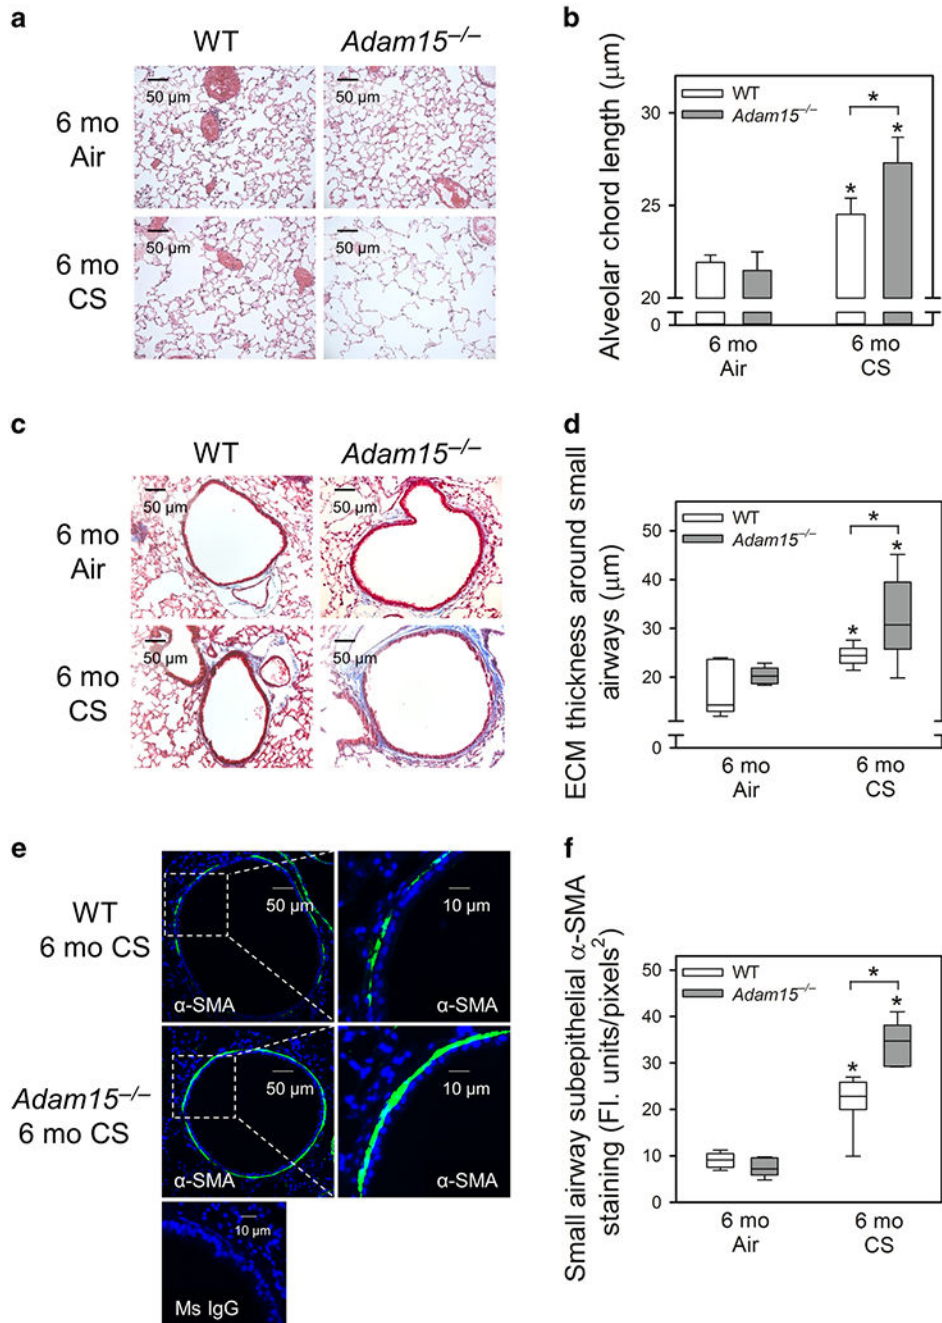 a
WT Adam15–/–
6 mo Air
50 µm
50 µm
6 mo CS
50 µm
50 µm
b
Alveolar chord length (µm)
WT
Adam15–/–
*
*
*
30
25
20
0
6 mo Air
6 mo CS
c
WT Adam15–/–
6 mo Air
50 µm
50 µm
6 mo CS
50 µm
50 µm
d
ECM thickness around small airways (µm)
WT
Adam15–/–
*
*
*
50
40
30
20
0
6 mo Air
6 mo CS
e
WT 6 mo CS
50 µm
α-SMA
10 µm
α-SMA
Adam15–/– 6 mo CS
50 µm
α-SMA
10 µm
α-SMA
10 µm
Ms IgG
f
Small airway subepithelial α-SMA staining (Fl. units/pixels²)
WT
Adam15–/–
*
*
*
50
40
30
20
10
0
6 mo Air
6 mo CS